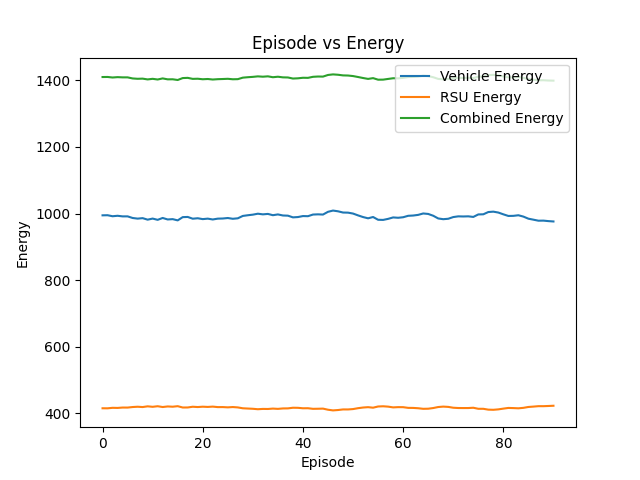 Episode vs Energy
Vehicle Energy
RSU Energy
Combined Energy
1400
1200
1000
800
600
400
Energy
0 20 40 60 80
Episode